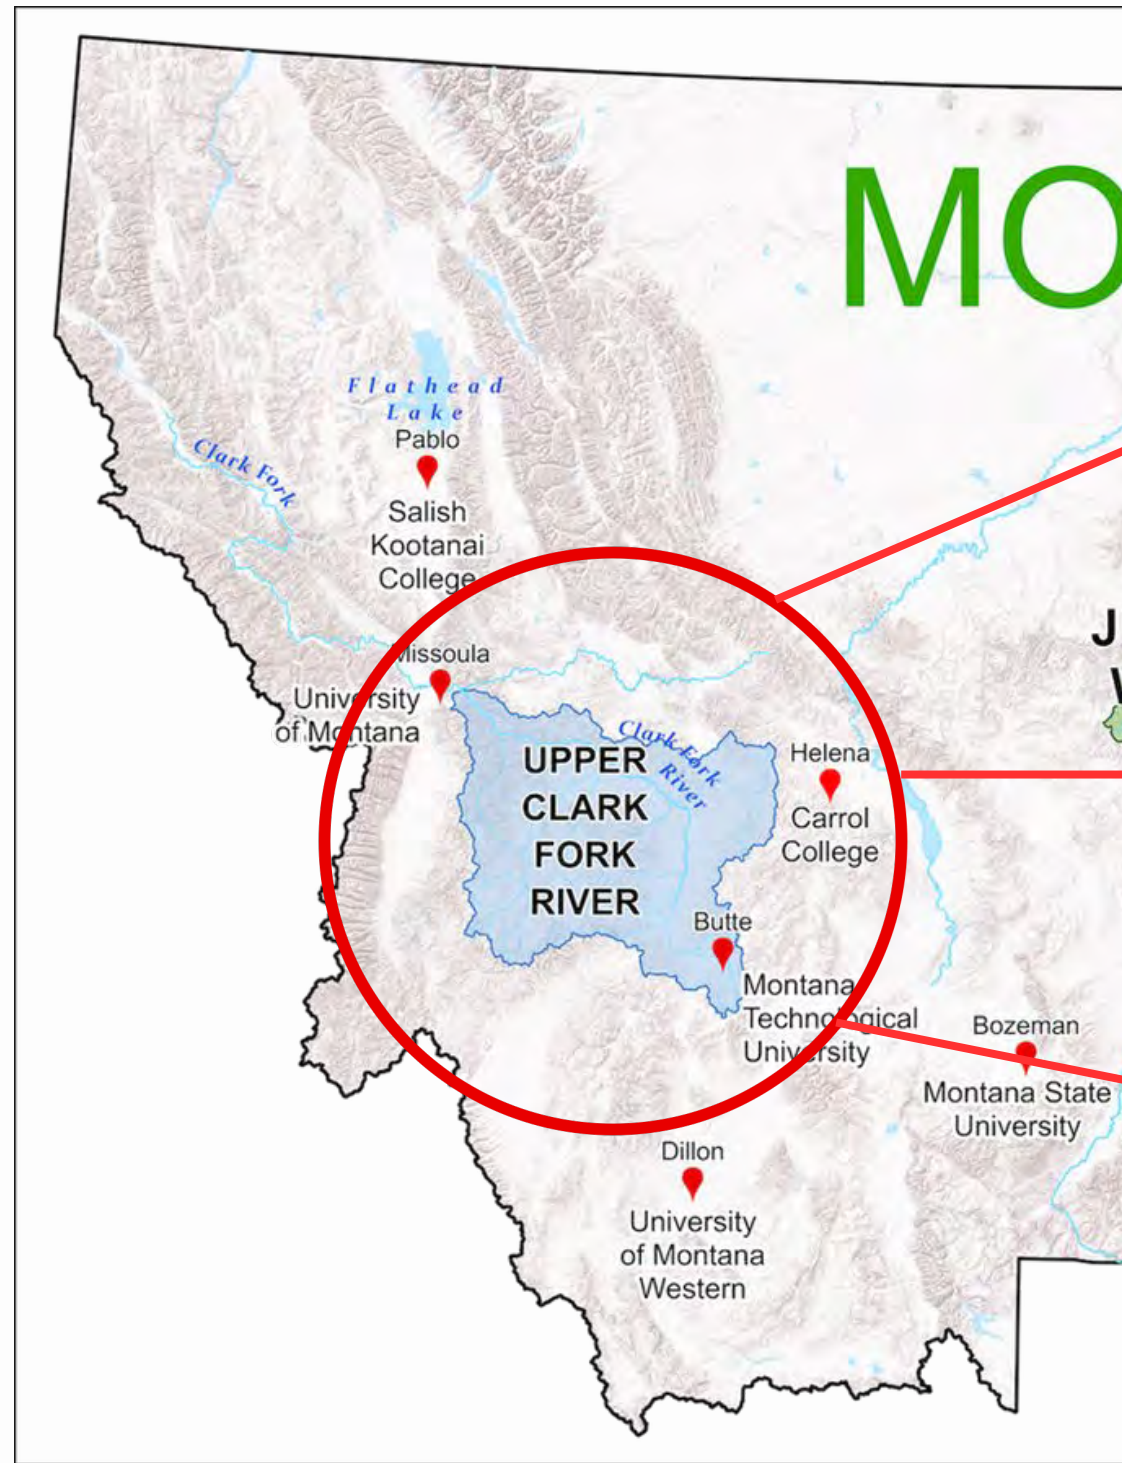 MO
Flathead
Lake
Pablo
Clark Fork
Salish
Kootanai
College
J
Missoula
University
of Montana
Clark Fork
River
UPPER
CLARK
FORK
RIVER
Helena
Carrol
College
Butte
Montana
Technological
University
Bozeman
Montana State
University
Dillon
University
of Montana
Western